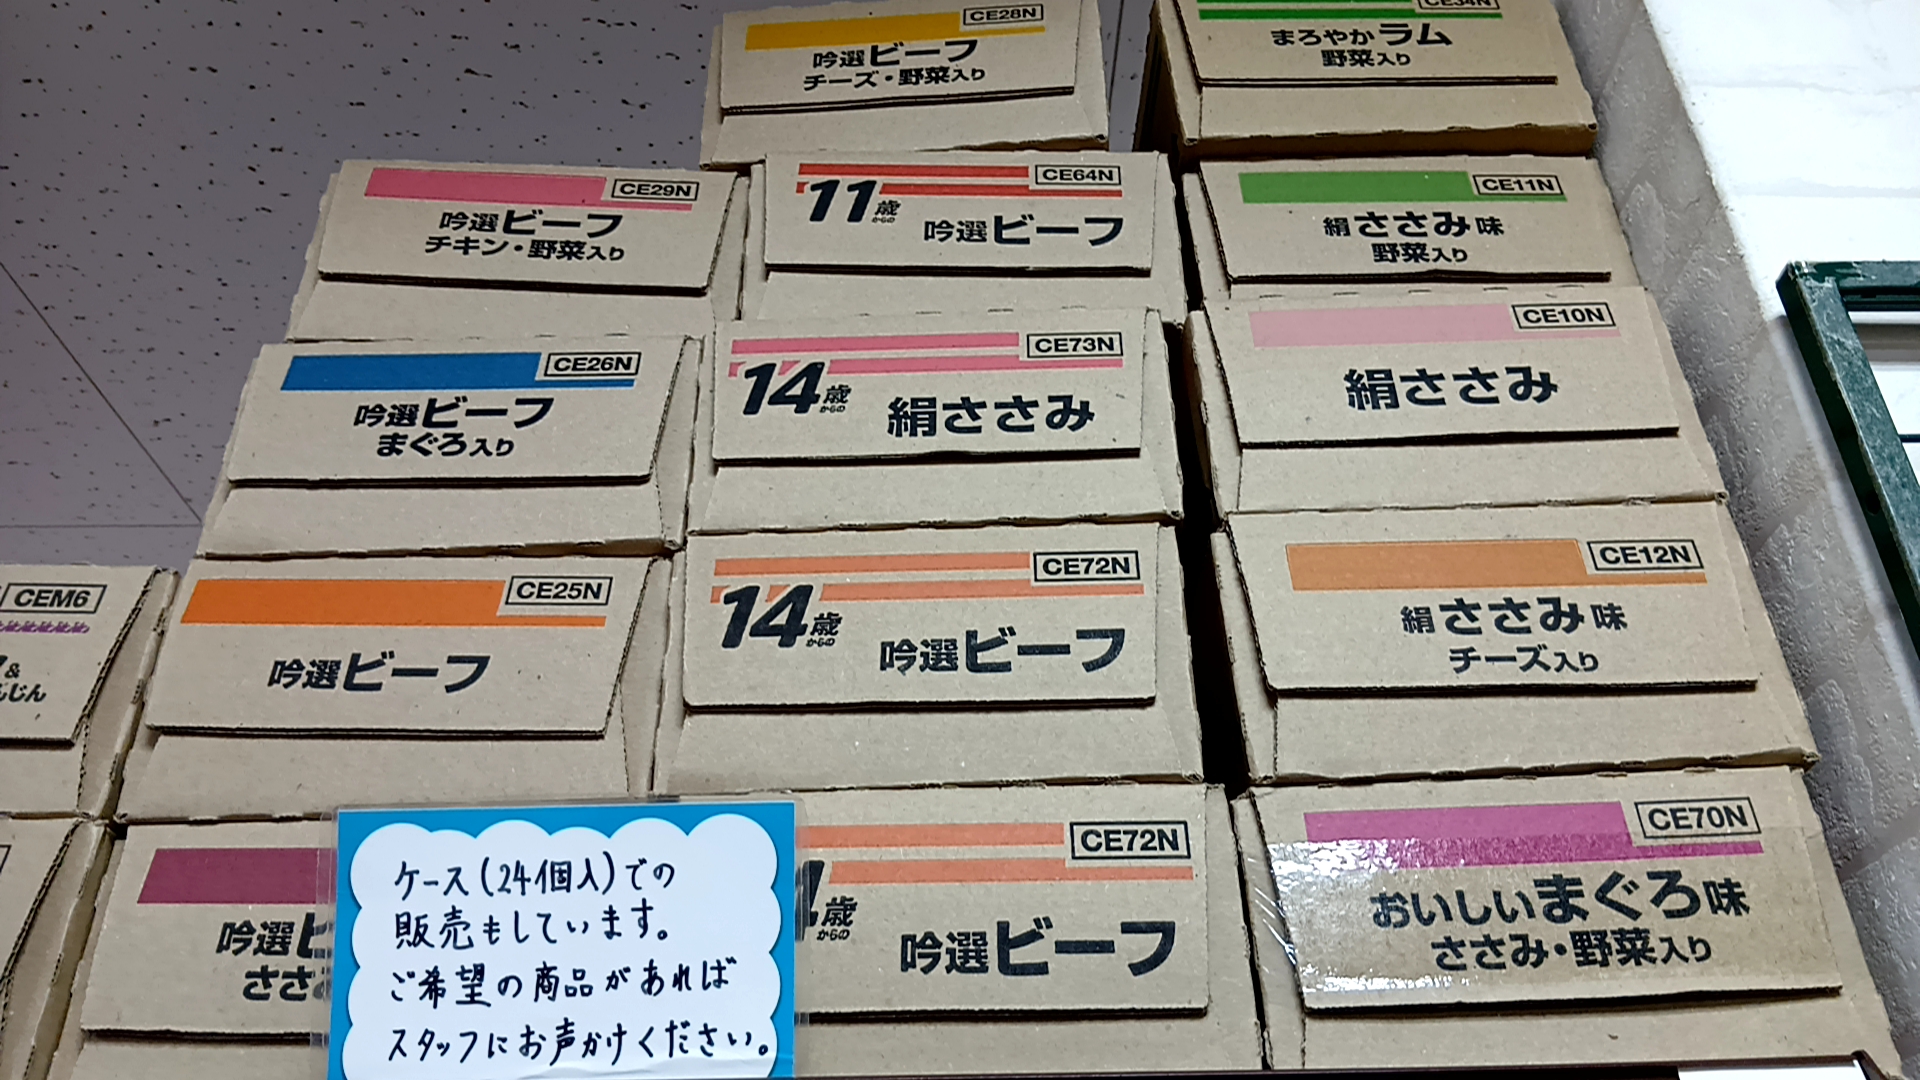 CE28N
吟選ビーフ
チーズ・野菜入り
CE34N
まろやかラム
野菜入り
CE29N
吟選ビーフ
チキン・野菜入り
CE64N
11歳からの
吟選ビーフ
CE11N
絹ささみ味
野菜入り
CE26N
吟選ビーフ
まぐろ入り
CE73N
14歳からの
絹ささみ
CE10N
絹ささみ
CEM6
&
CE25N
吟選ビーフ
CE72N
14歳からの
吟選ビーフ
CE12N
絹ささみ味
チーズ入り
吟選
ささ
CE72N
歳からの
吟選ビーフ
CE70N
おいしいまぐろ味
ささみ・野菜入り
ケース(24個入)での
販売もしています。
ご希望の商品があれば
スタッフにお声かけください。